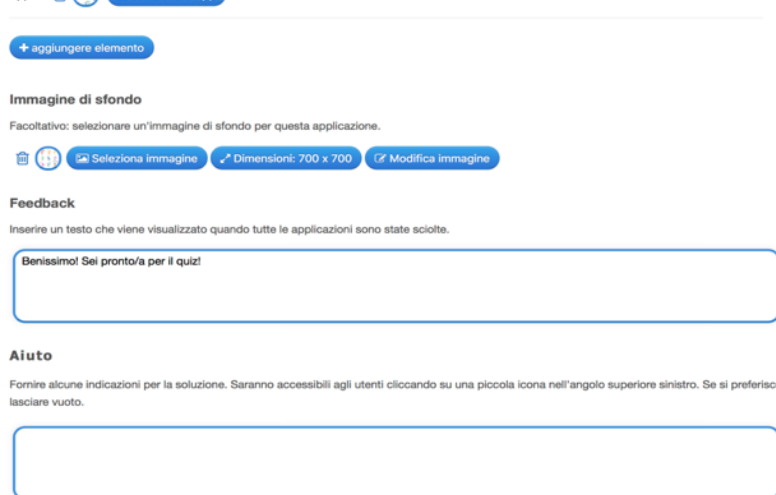 + aggiungere elemento
Immagine di sfondo
Facoltativo: selezionare un'immagine di sfondo per questa applicazione.
Seleziona immagine
Dimensioni: 700 x 700
Modifica immagine
Feedback
Inserire un testo che viene visualizzato quando tutte le applicazioni sono state sciolte.
Benissimo! Sei pronto/a per il quiz!
Aiuto
Fornire alcune indicazioni per la soluzione. Saranno accessibili agli utenti cliccando su una piccola icona nell'angolo superiore sinistro. Se si preferisc
lasciare vuoto.